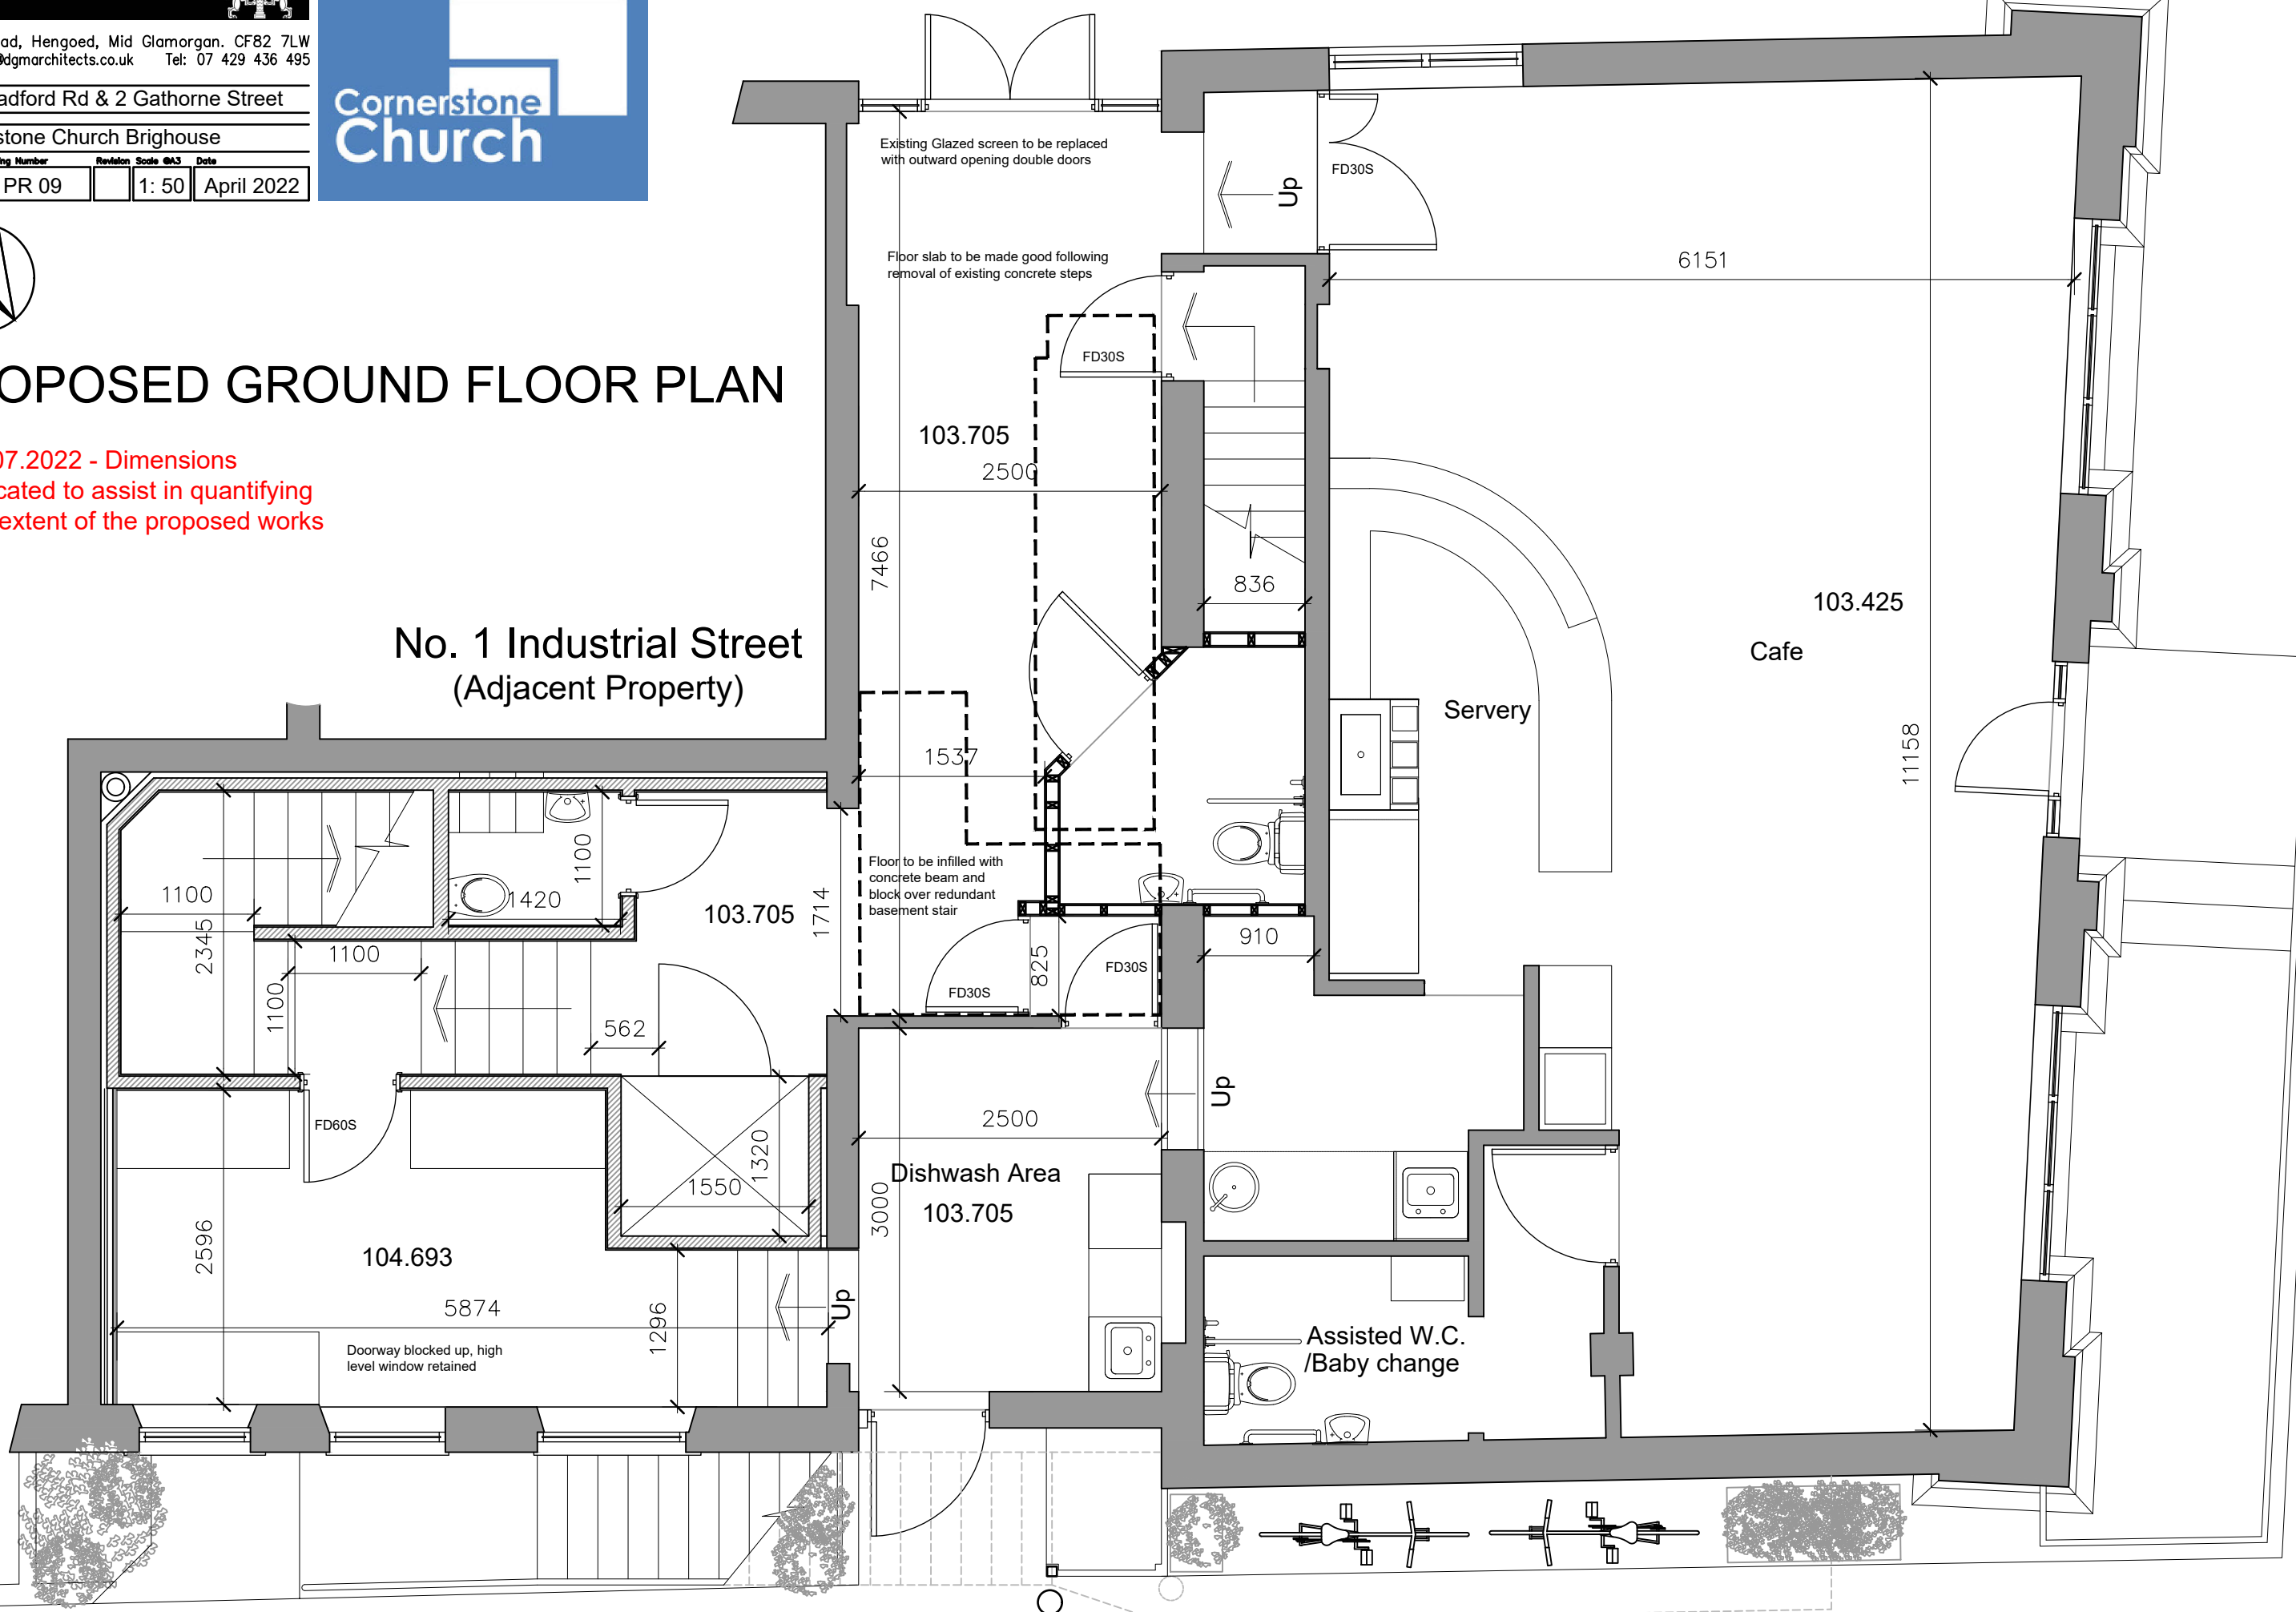 ad, Hengoed, Mid Glamorgan. CF82 7LW
@dgmarchitects.co.uk Tel: 07 429 436 495
adford Rd & 2 Gathorne Street
stone Church Brighouse
ing Number Revision Scale @A3 Date
PR 09 1: 50 April 2022
Cornerstone
Church
OPOSED GROUND FLOOR PLAN
07.2022 - Dimensions
cated to assist in quantifying
extent of the proposed works
No. 1 Industrial Street
(Adjacent Property)
Existing Glazed screen to be replaced
with outward opening double doors
Floor slab to be made good following
removal of existing concrete steps
Up
FD30S
FD30S
6151
103.705
2500
7466
836
103.425
Cafe
Servery
11158
1537
Floor to be infilled with
concrete beam and
block over redundant
basement stair
1100
1420
1100
2345
1100
1100
103.705
1714
562
825
FD30S
FD30S
910
FD60S
1320
1550
2500
Up
Dishwash Area
103.705
3000
2596
104.693
5874
1296
Up
Doorway blocked up, high
level window retained
Assisted W.C.
/Baby change